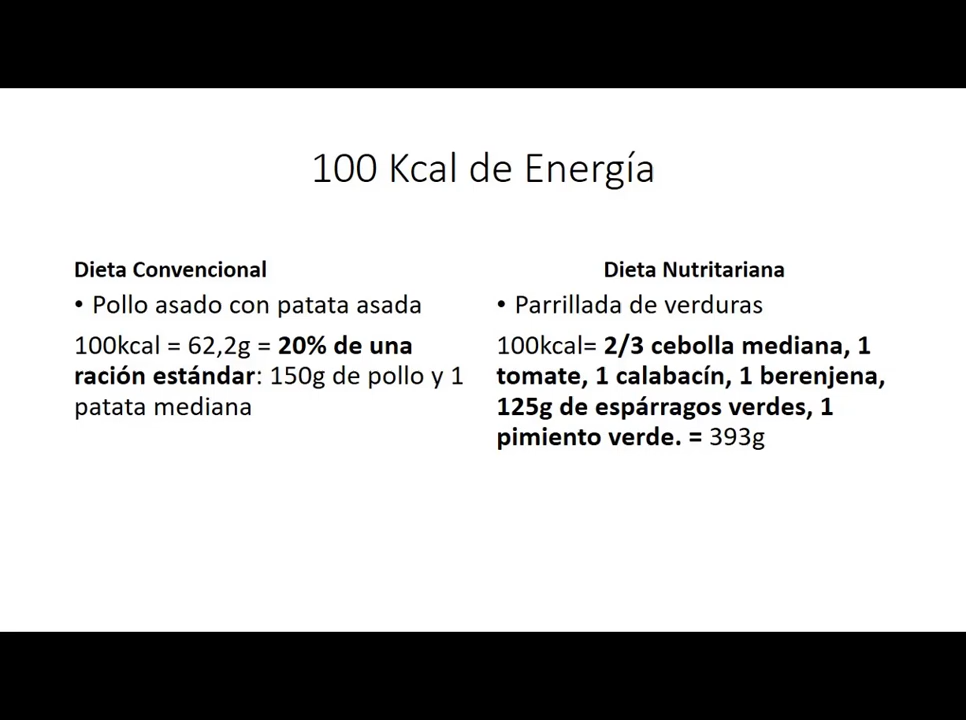 100 Kcal de Energía
Dieta Convencional
• Pollo asado con patata asada
100kcal = 62,2g = 20% de una
ración estándar: 150g de pollo y 1
patata mediana
Dieta Nutritariana
• Parrillada de verduras
100kcal= 2/3 cebolla mediana, 1
tomate, 1 calabacín, 1 berenjena,
125g de espárragos verdes, 1
pimiento verde. = 393g